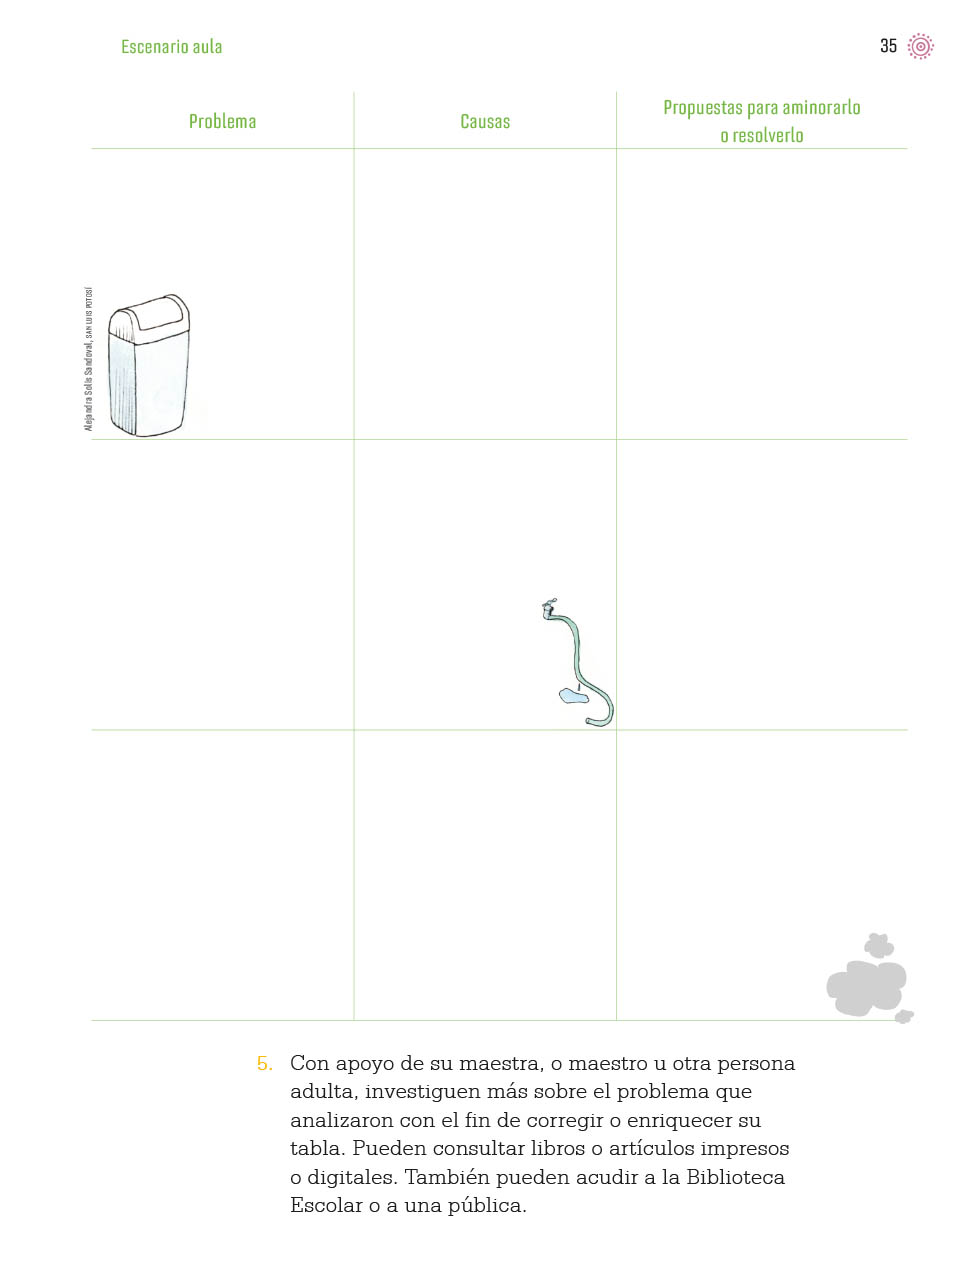 Escenario aula
35
Problema
Causas
Propuestas para aminorarlo
o resolverlo
Alejandra Solís Sandoval, SAN LUIS POTOSÍ
5. Con apoyo de su maestra, o maestro u otra persona
adulta, investiguen más sobre el problema que
analizaron con el fin de corregir o enriquecer su
tabla. Pueden consultar libros o artículos impresos
o digitales. También pueden acudir a la Biblioteca
Escolar o a una pública.